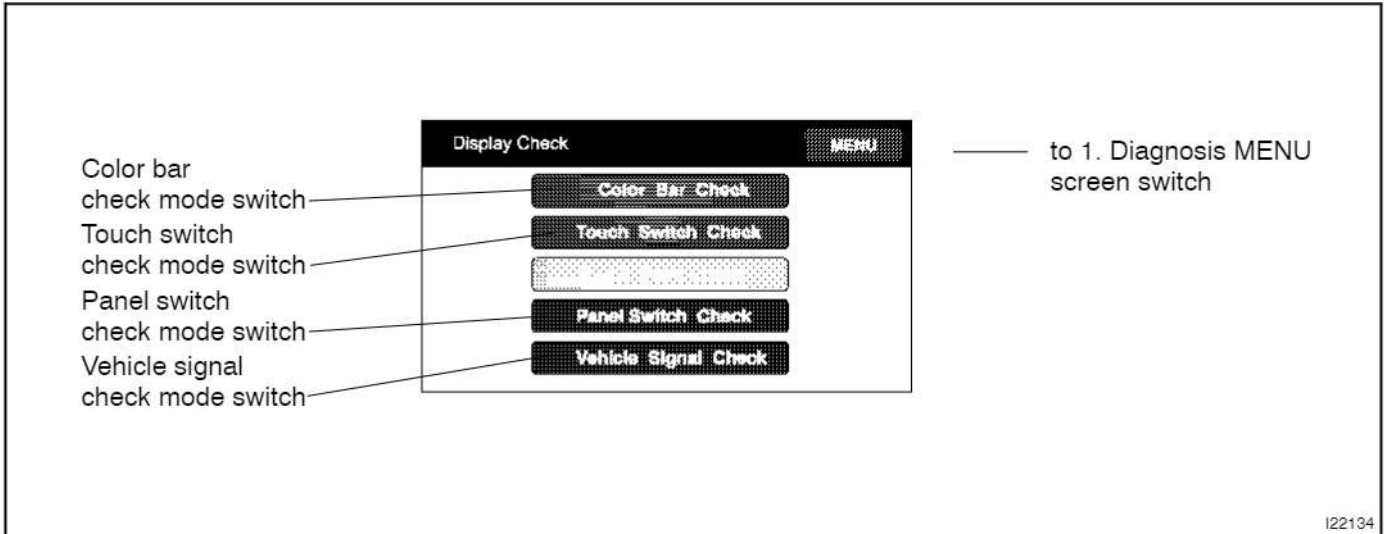 Display Check
MENU
to 1. Diagnosis MENU
screen switch
Color bar
check mode switch
Color Bar Check
Touch switch
check mode switch
Touch Switch Check
Panel switch
check mode switch
Panel Switch Check
Vehicle signal
check mode switch
Vehicle Signal Check
I22134